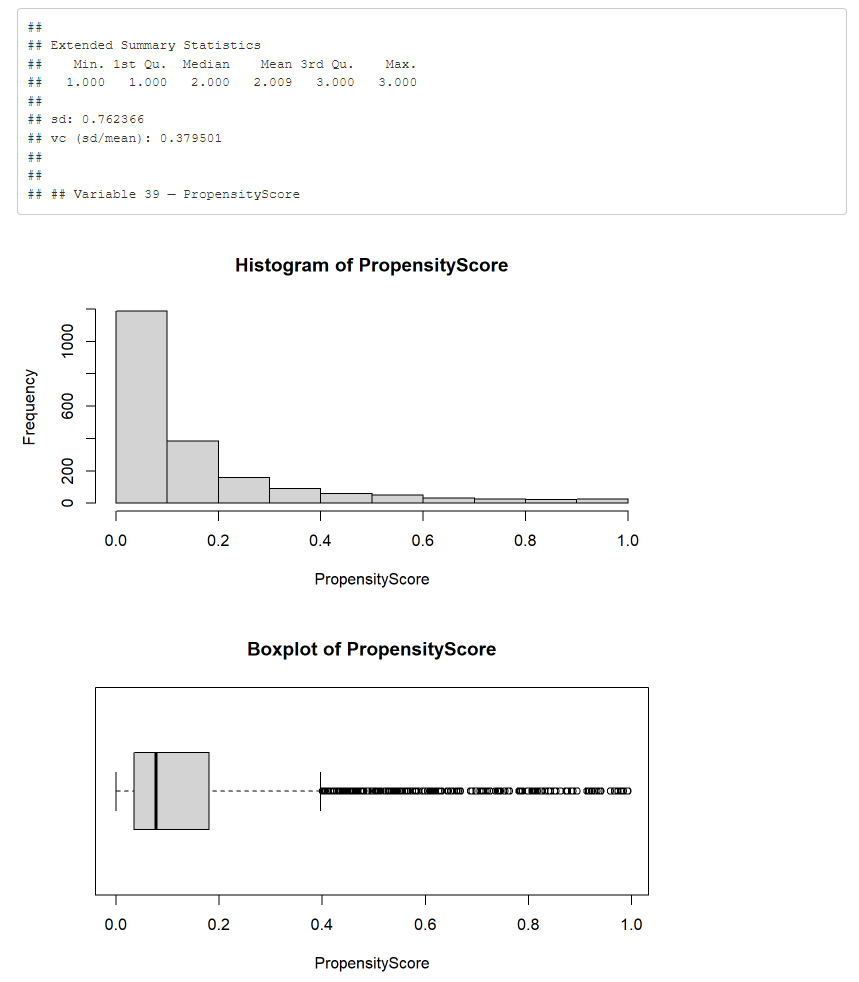 ##
## Extended Summary Statistics
##    Min. 1st Qu.  Median    Mean 3rd Qu.    Max.
##   1.000   1.000   2.000   2.009   3.000   3.000
##
## sd: 0.762366
## vc (sd/mean): 0.379501
##
##
## ## Variable 39 — PropensityScore
Histogram of PropensityScore
Frequency
1000
600
200
0
0.0 0.2 0.4 0.6 0.8 1.0
PropensityScore
Boxplot of PropensityScore
0.0 0.2 0.4 0.6 0.8 1.0
PropensityScore